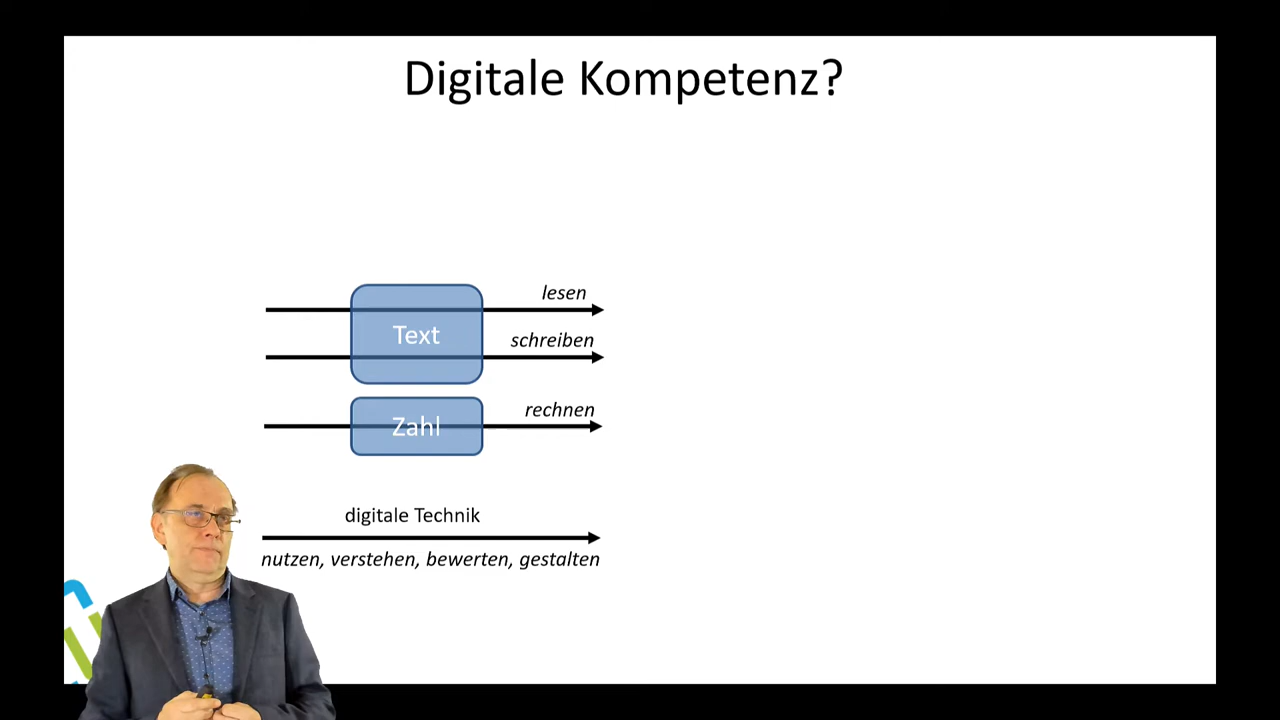 Digitale Kompetenz?
lesen
Text
schreiben
rechnen
Zahl
digitale Technik
nutzen, verstehen, bewerten, gestalten